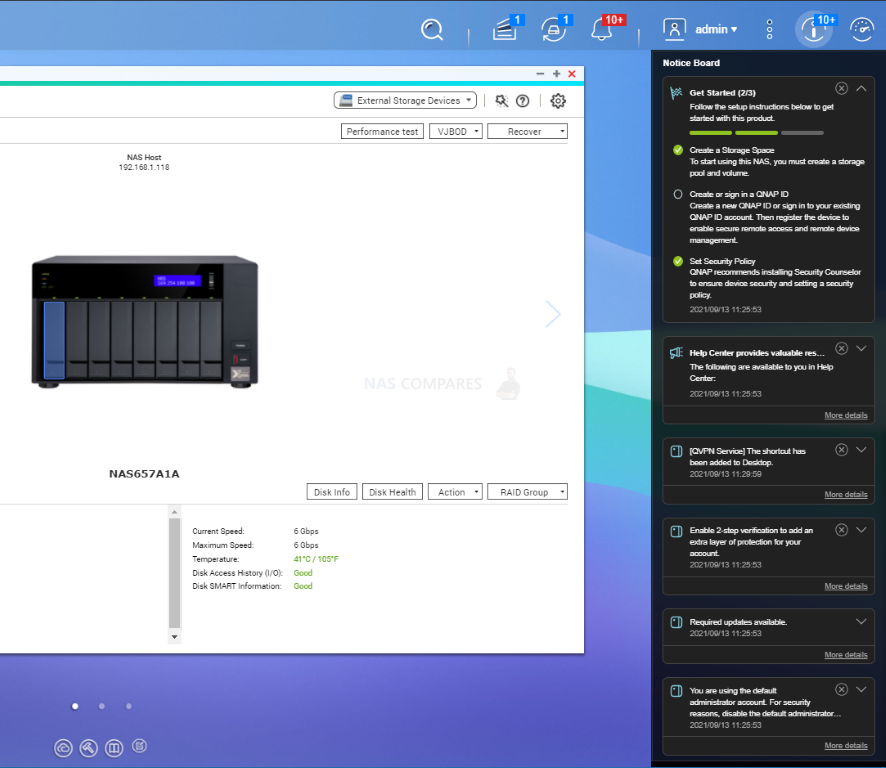 1
1
10+
admin
10+
External Storage Devices
Performance test
VJBOD
Recover
NAS Host
192.168.1.118
NAS COMPARES
NAS657A1A
Disk Info
Disk Health
Action
RAID Group
Current Speed: 6 Gbps
Maximum Speed: 6 Gbps
Temperature: 41°C / 105°F
Disk Access History (I/O): Good
Disk SMART Information: Good
Notice Board
Get Started (2/3)
Follow the setup instructions below to get
started with this product.
Create a Storage Space
To start using this NAS, you must create a storage
pool and volume.
Create or sign in a QNAP ID
Create a new QNAP ID or sign in to your existing
QNAP ID account. Then register the device to
enable secure remote access and remote device
management.
Set Security Policy
QNAP recommends installing Security Counselor
to ensure device security and setting a security
policy.
2021/09/13 11:25:53
Help Center provides valuable res...
The following are available to you in Help
Center:
2021/09/13 11:25:53
More details
[QVPN Service] The shortcut has
been added to Desktop.
2021/09/13 11:29:59
More details
Enable 2-step verification to add an
extra layer of protection for your
account.
2021/09/13 11:25:53
More details
Required updates available.
2021/09/13 11:25:53
More details
You are using the default
administrator account. For security
reasons, disable the default administrator...
2021/09/13 11:25:53
More details